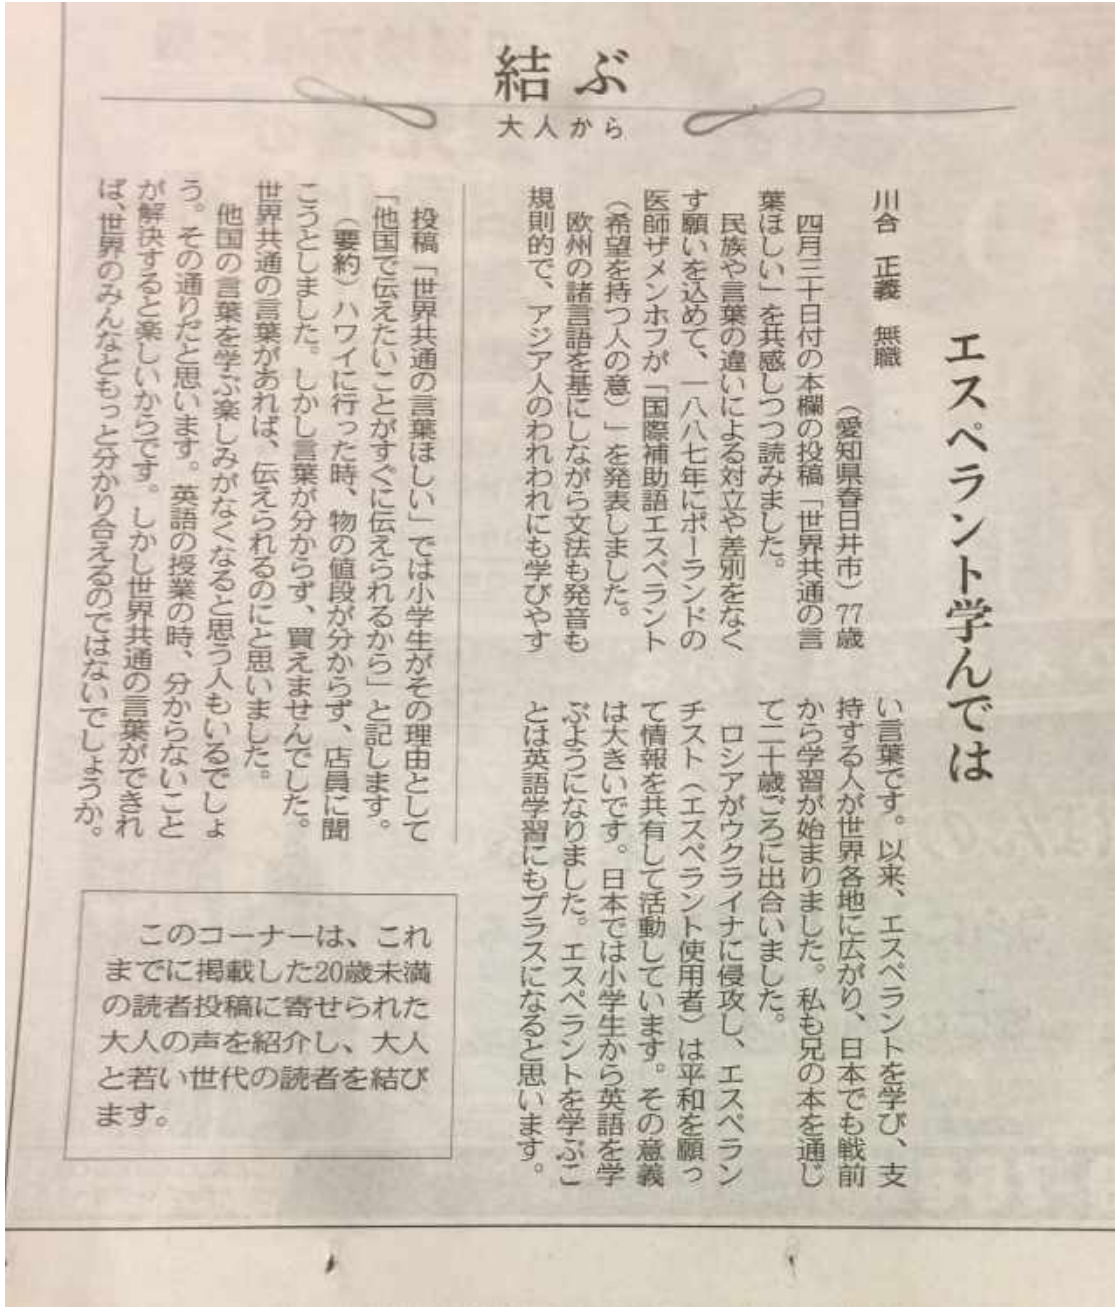 結ぶ
大人から
エスペラント学んでは
川合 正義 無職
(愛知県春日井市) 77歳
四月三十日付の本欄の投稿「世界共通の言
葉ほしい」を共感しつつ読みました。
民族や言葉の違いによる対立や差別をなく
す願いを込めて、一八八七年にポーランドの
医師ザメンホフが「国際補助語エスペラント
(希望を持つ人の意)」を発表しました。
欧州の諸言語を基にしながら文法も発音も
規則的で、アジア人のわれわれにも学びやす
い言葉です。以来、エスペラントを学び、支
持する人が世界各地に広がり、日本でも戦前
から学習が始まりました。私も兄の本を通じ
て二十歳ごろに出合いました。
ロシアがウクライナに侵攻し、エスペラン
チスト(エスペラント使用者)は平和を願っ
て情報を共有して活動しています。その意義
は大きいです。日本では小学生から英語を学
ぶようになりました。エスペラントを学ぶこ
とは英語学習にもプラスになると思います。
投稿「世界共通の言葉ほしい」では小学生がその理由として
「他国で伝えたいことがすぐに伝えられるから」と記します。
(要約)ハワイに行った時、物の値段が分からず、店員に聞
こうとしました。しかし言葉が分からず、買えませんでした。
世界共通の言葉があれば、伝えられるのにと思いました。
他国の言葉を学ぶ楽しみがなくなると思う人もいるでしょ
う。その通りだと思います。英語の授業の時、分からないこと
が解決すると楽しいからです。しかし世界共通の言葉ができれ
ば、世界のみんなともっと分かり合えるのではないでしょうか。
このコーナーは、これ
までに掲載した20歳未満
の読者投稿に寄せられた
大人の声を紹介し、大人
と若い世代の読者を結び
ます。